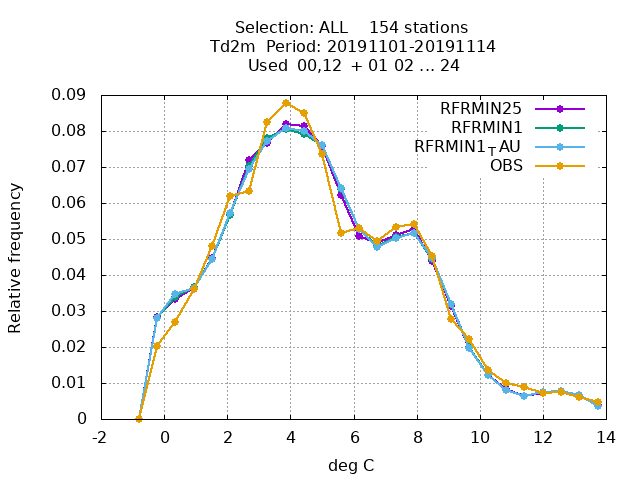 Selection: ALL    154 stations
Td2m  Period: 20191101-20191114
Used  00,12  + 01 02 ... 24
0.09
0.08
0.07
0.06
0.05
0.04
0.03
0.02
0.01
0
Relative frequency
RFRMIN25
RFRMIN1
RFRMIN1TAU
OBS
-2 0 2 4 6 8 10 12 14
deg C